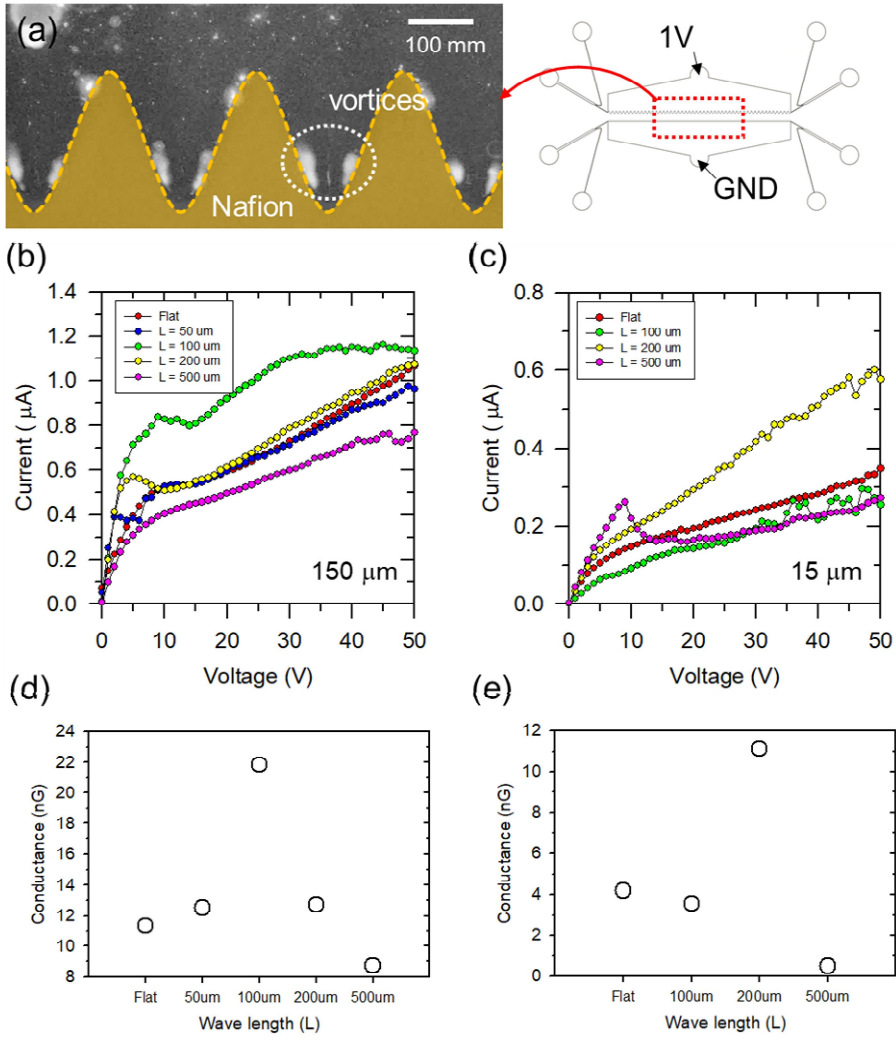 (a)
100 mm
vortices
Nafion
1V
GND
(b)
1.4
1.2
1.0
0.8
0.6
0.4
0.2
0.0
Current ( μA)
Flat
L = 50 um
L = 100 um
L = 200 um
L = 500 um
150 μm
0 10 20 30 40 50
Voltage (V)
(c)
0.8
0.6
0.4
0.2
0.0
Current ( μA)
Flat
L = 100 um
L = 200 um
L = 500 um
15 μm
0 10 20 30 40 50
Voltage (V)
(d)
24
22
20
18
16
14
12
10
8
Conductance (nG)
Flat 50um 100um 200um 500um
Wave length (L)
(e)
12
10
8
6
4
2
0
Conductance (nG)
Flat 100um 200um 500um
Wave length (L)